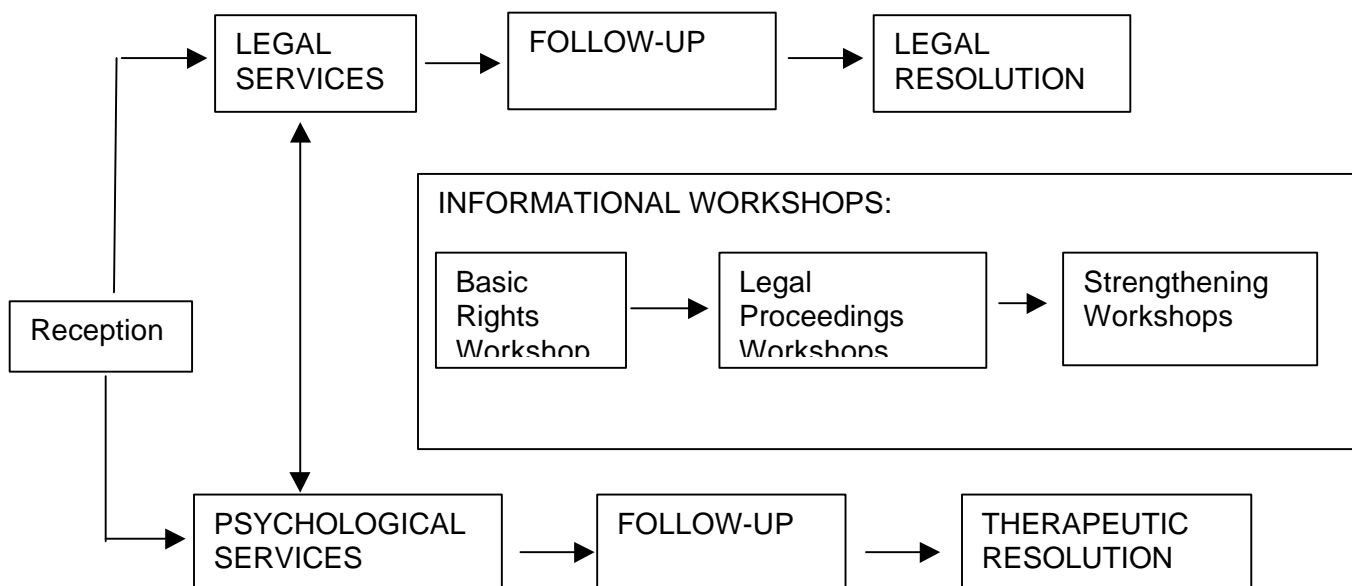 LEGAL
SERVICES
FOLLOW-UP
LEGAL
RESOLUTION
INFORMATIONAL WORKSHOPS:
Basic
Rights
Workshop
Legal
Proceedings
Workshops
Strengthening
Workshops
Reception
PSYCHOLOGICAL
SERVICES
FOLLOW-UP
THERAPEUTIC
RESOLUTION